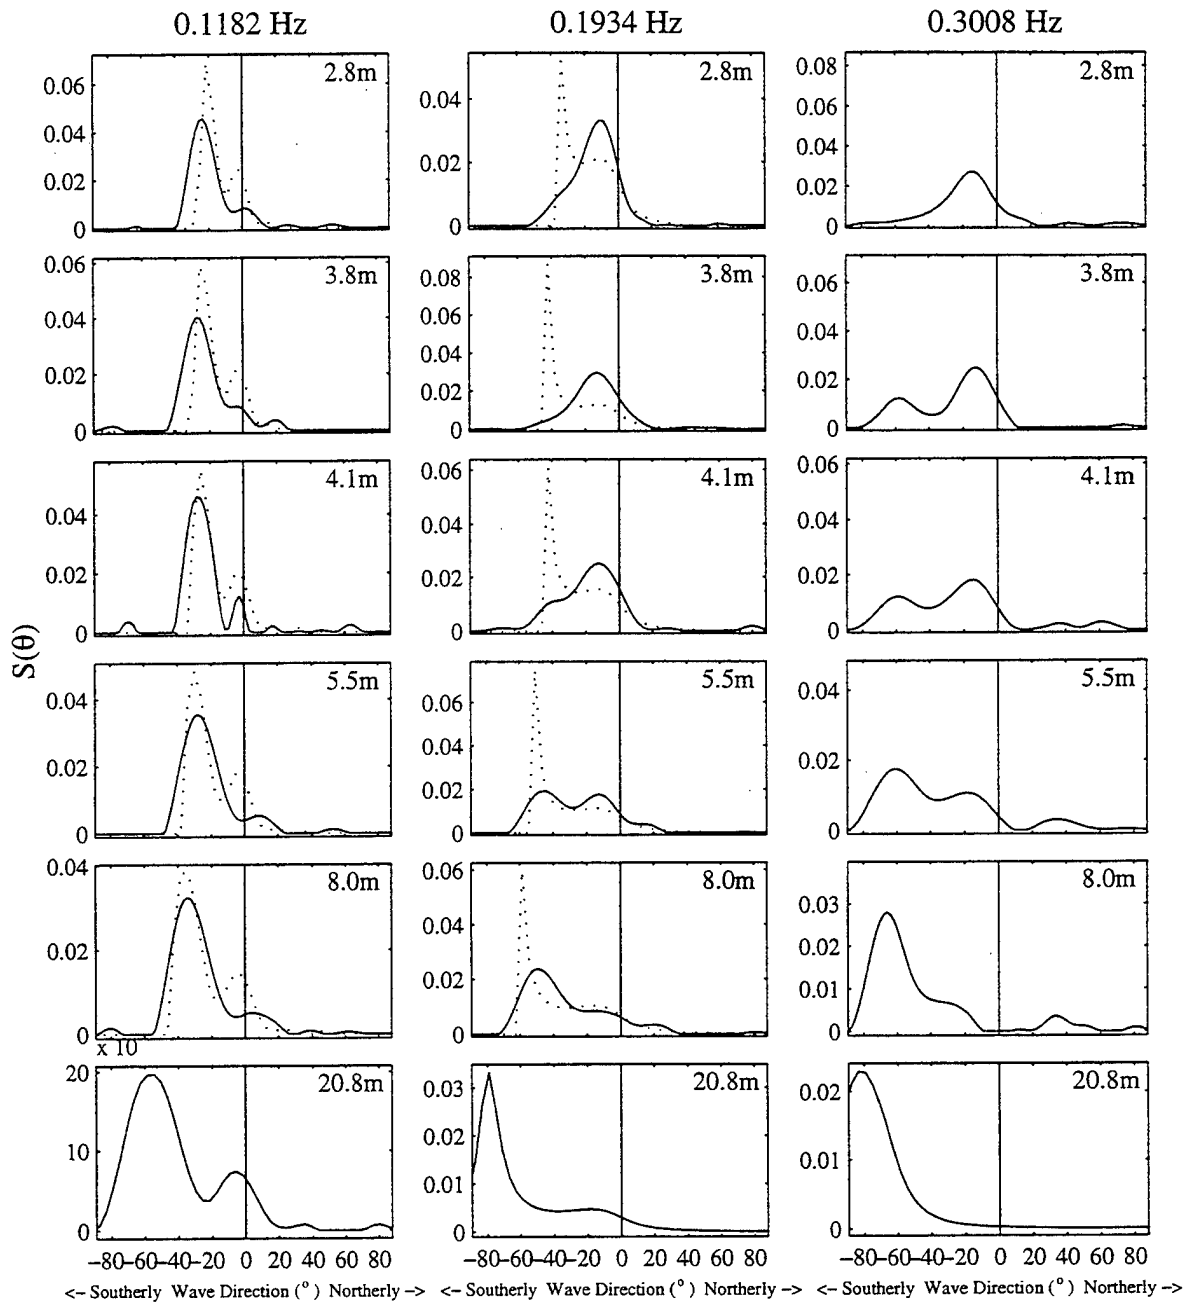 0.1182 Hz 0.1934 Hz 0.3008 Hz
2.8m 2.8m 2.8m
0.06 0.04 0.08
0.04 0.02 0.06
0.02 0 0.04
0 0.02
0
3.8m 3.8m 3.8m
0.06 0.08 0.06
0.04 0.06 0.04
0.02 0.04 0.02
0 0.02 0
0
4.1m 4.1m 4.1m
0.04 0.06 0.06
0.02 0.04 0.04
0 0.02 0.02
0 0
S(θ)
5.5m 5.5m 5.5m
0.04 0.06 0.04
0.02 0.04 0.02
0 0.02 0
0
8.0m 8.0m 8.0m
0.04 0.06 0.03
0.02 0.04 0.02
0 0.02 0.01
0 0
x 10
20.8m 20.8m 20.8m
20 0.03 0.02
10 0.02 0.01
0 0.01 0
0
−80−60−40−20 0 20 40 60 80 −80−60−40−20 0 20 40 60 80 −80−60−40−20 0 20 40 60 80
<– Southerly Wave Direction (°) Northerly –> <– Southerly Wave Direction (°) Northerly –> <– Southerly Wave Direction (°) Northerly –>